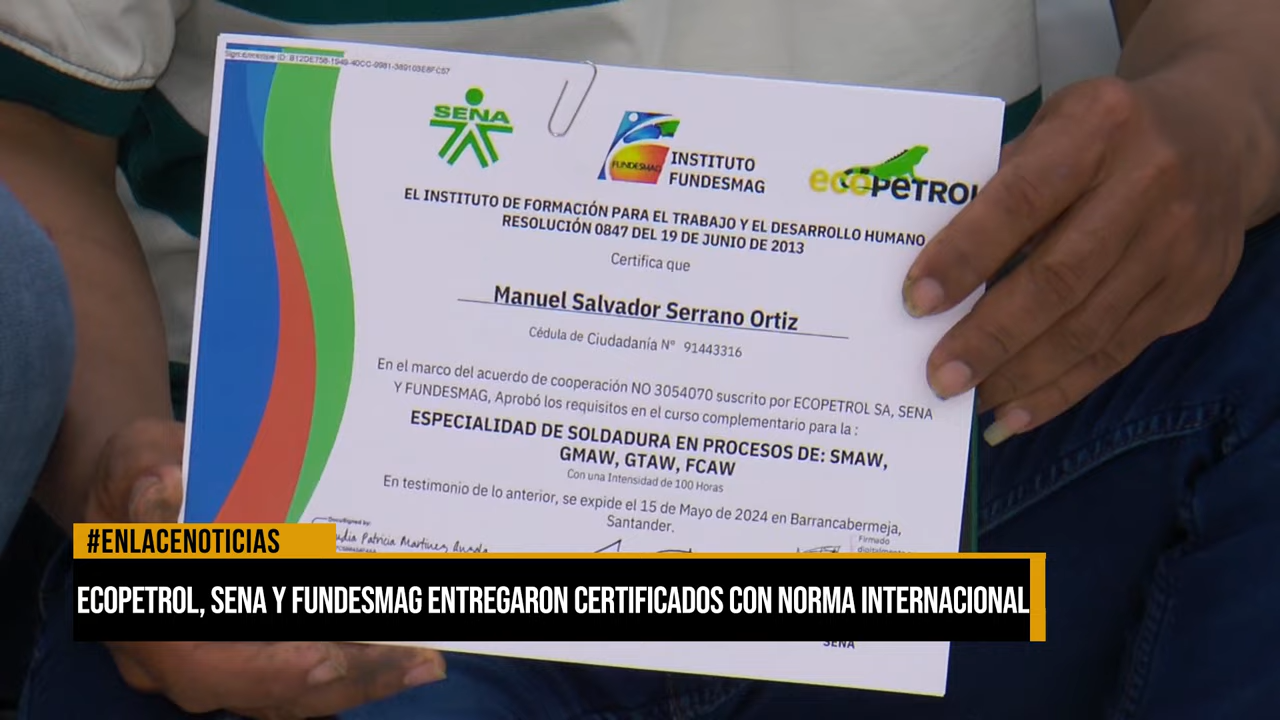 SENA
FUNDESMAG
INSTITUTO
FUNDESMAG
ecoPETROL
EL INSTITUTO DE FORMACIÓN PARA EL TRABAJO Y EL DESARROLLO HUMANO
RESOLUCIÓN 0847 DEL 19 DE JUNIO DE 2013
Certifica que
Manuel Salvador Serrano Ortiz
Cédula de Ciudadanía N° 91443316
En el marco del acuerdo de cooperación NO 3054070 suscrito por ECOPETROL SA, SENA
Y FUNDESMAG, Aprobó los requisitos en el curso complementario para la :
ESPECIALIDAD DE SOLDADURA EN PROCESOS DE: SMAW,
GMAW, GTAW, FCAW
Con una Intensidad de 100 Horas
En testimonio de lo anterior, se expide el 15 de Mayo de 2024 en Barrancabermeja,
Santander.
DocuSigned by:
Patricia Martínez
Firmado
#ENLACENOTICIAS
ECOPETROL, SENA Y FUNDESMAG ENTREGARON CERTIFICADOS CON NORMA INTERNACIONAL
SENA